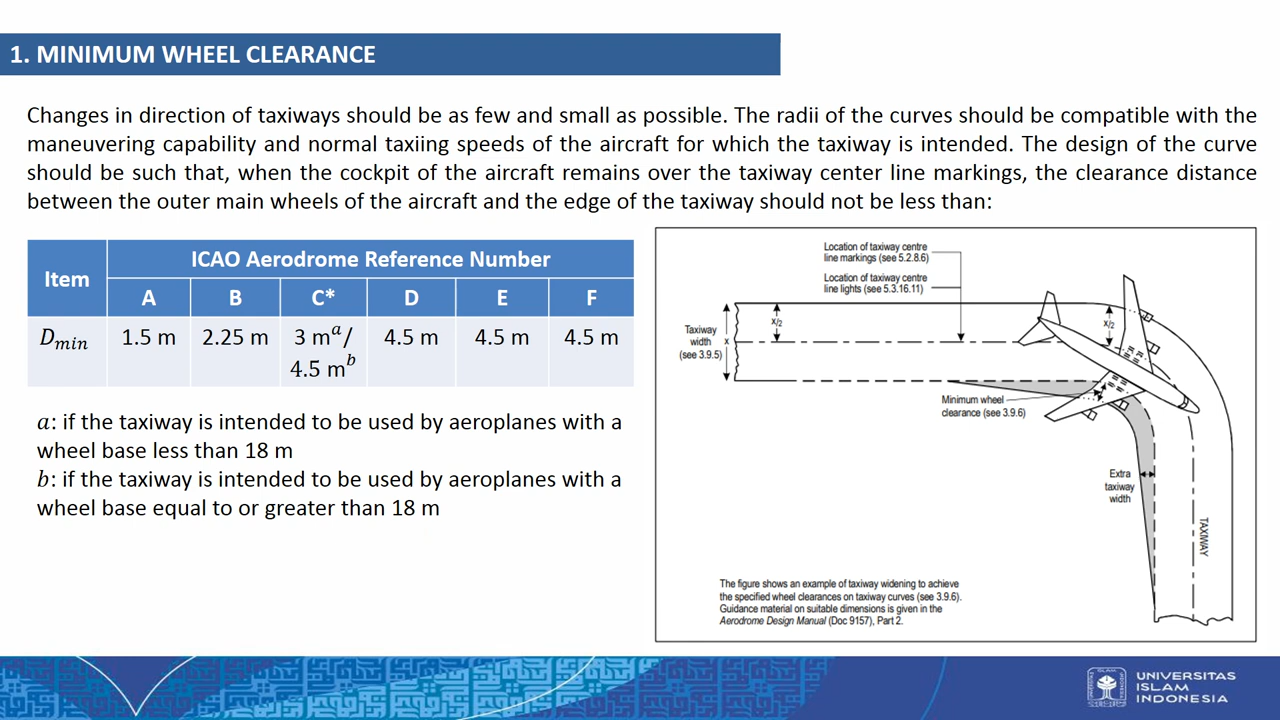 1. MINIMUM WHEEL CLEARANCE
Changes in direction of taxiways should be as few and small as possible. The radii of the curves should be compatible with the
maneuvering capability and normal taxiing speeds of the aircraft for which the taxiway is intended. The design of the curve
should be such that, when the cockpit of the aircraft remains over the taxiway center line markings, the clearance distance
between the outer main wheels of the aircraft and the edge of the taxiway should not be less than:
Item
ICAO Aerodrome Reference Number
A B C* D E F
Dmin 1.5 m 2.25 m 3 m^a/ 4.5 m 4.5 m 4.5 m
4.5 m^b
a: if the taxiway is intended to be used by aeroplanes with a
wheel base less than 18 m
b: if the taxiway is intended to be used by aeroplanes with a
wheel base equal to or greater than 18 m
Location of taxiway centre
line markings (see 5.2.8.6)
Location of taxiway centre
line lights (see 5.3.16.11)
Taxiway
width
(see 3.9.5)
x
x/2
x/2
Minimum wheel
clearance (see 3.9.6)
Extra
taxiway
width
TAXIWAY
The figure shows an example of taxiway widening to achieve
the specified wheel clearances on taxiway curves (see 3.9.6).
Guidance material on suitable dimensions is given in the
Aerodrome Design Manual (Doc 9157), Part 2.
UNIVERSITAS
ISLAM
INDONESIA